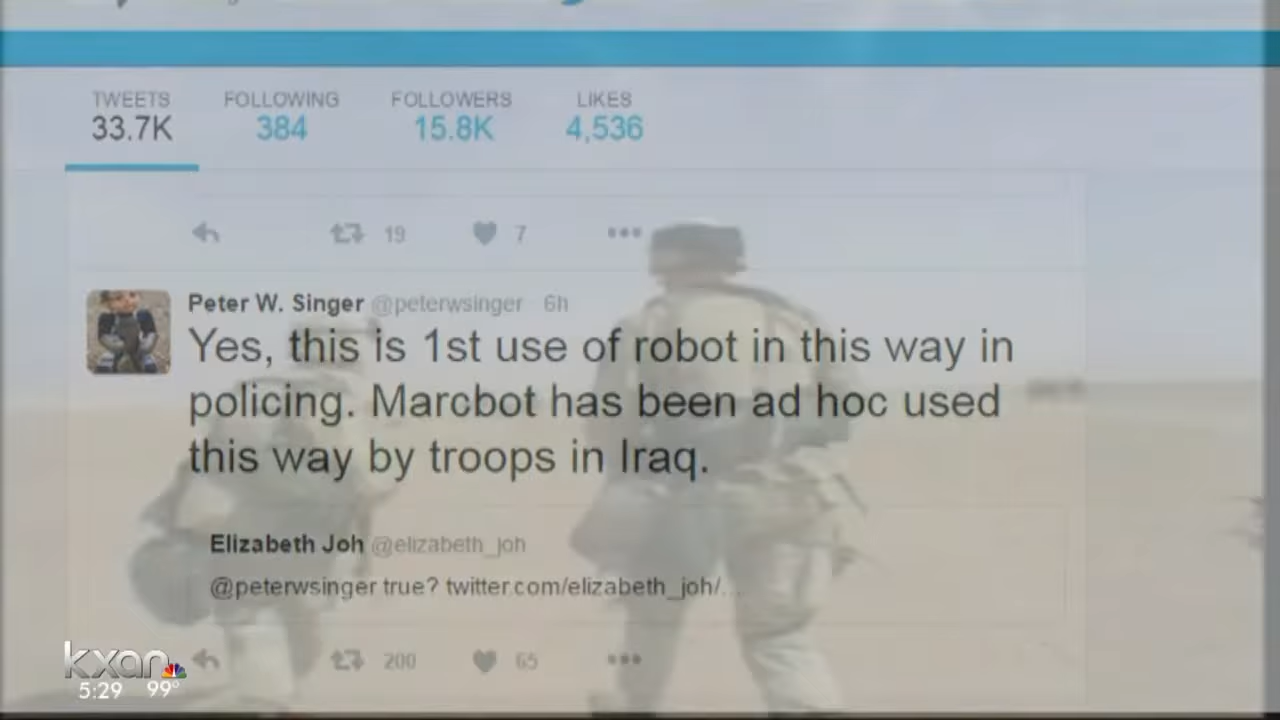 TWEETS FOLLOWING FOLLOWERS LIKES
33.7K 384 15.8K 4,536
19 7
Peter W. Singer @peterwsinger 6h
Yes, this is 1st use of robot in this way in
policing. Marcbot has been ad hoc used
this way by troops in Iraq.
Elizabeth Joh @elizabeth_joh
@peterwsinger true? twitter.com/elizabeth_joh/...
200 65
kxan
5:29 99°